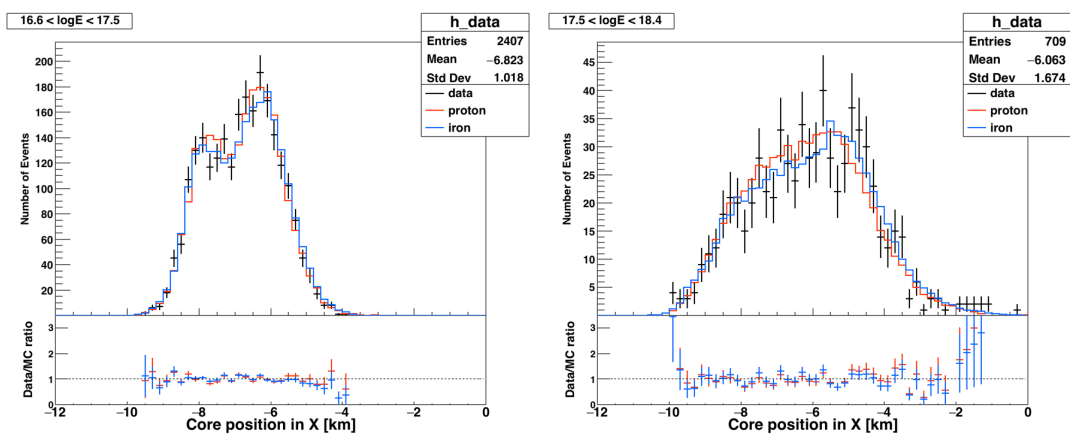 16.6 < logE < 17.5
h_data
Entries 2407
Mean −6.823
Std Dev 1.018
data
proton
iron
Number of Events
200
180
160
140
120
100
80
60
40
20
Data/MC ratio
3
2
1
0
−12 −10 −8 −6 −4 −2 0
Core position in X [km]
17.5 < logE < 18.4
h_data
Entries 709
Mean −6.063
Std Dev 1.674
data
proton
iron
Number of Events
45
40
35
30
25
20
15
10
5
Data/MC ratio
3
2
1
0
−12 −10 −8 −6 −4 −2 0
Core position in X [km]